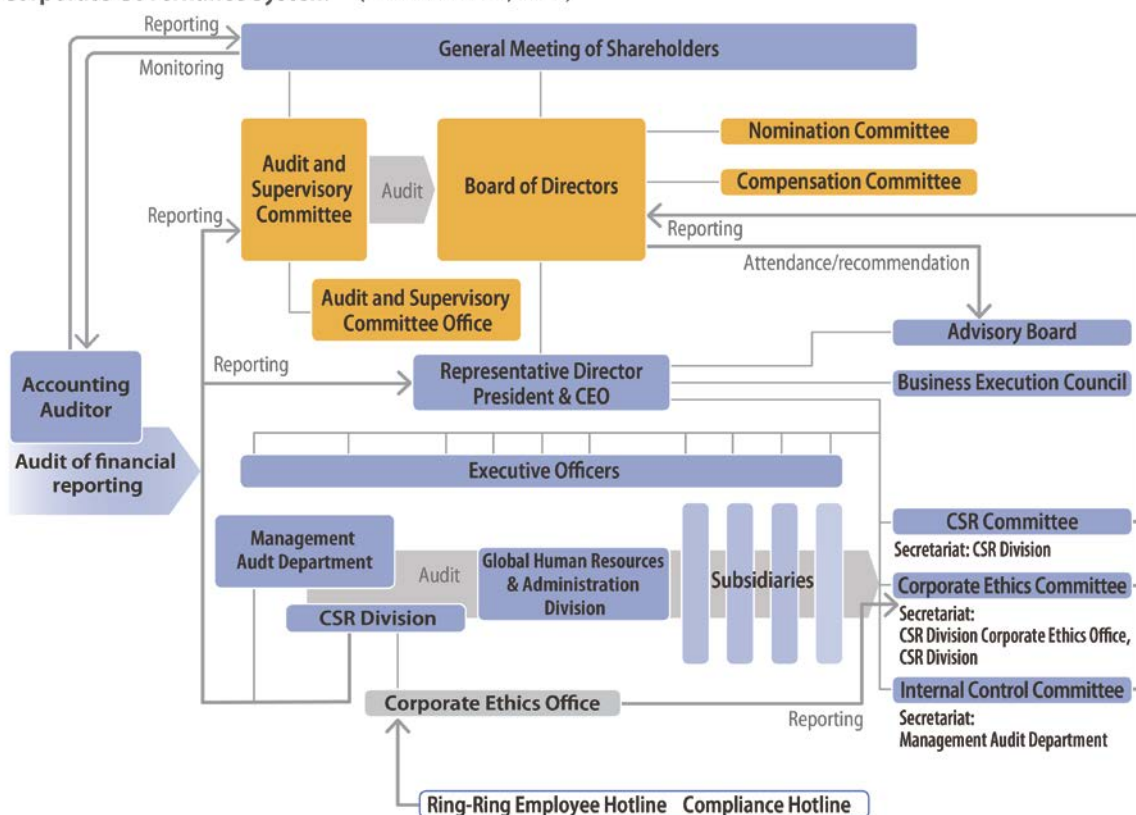 Reporting
General Meeting of Shareholders
Monitoring
Audit and
Supervisory
Committee
Audit
Board of Directors
Nomination Committee
Compensation Committee
Reporting
Reporting
Attendance/recommendation
Audit and Supervisory
Committee Office
Advisory Board
Reporting
Representative Director
President & CEO
Business Execution Council
Accounting
Auditor
Audit of financial
reporting
Executive Officers
Management
Audt Department
Audit
Global Human Resources
& Administration
Division
Subsidiaries
CSR Division
CSR Committee
Secretariat: CSR Division
Corporate Ethics Committee
Secretariat:
CSR Division Corporate Ethics Office,
CSR Division
Corporate Ethics Office
Reporting
Internal Control Committee
Secretariat:
Management Audit Department
Ring-Ring Employee Hotline Compliance Hotline